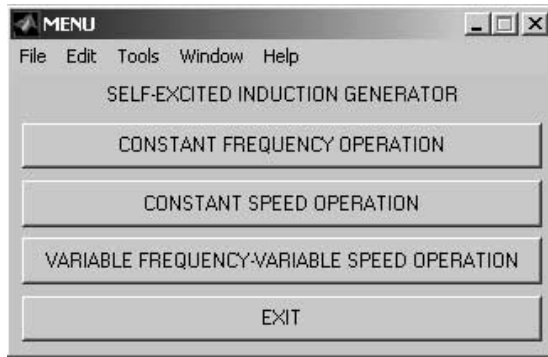 MENU
File Edit Tools Window Help
SELF-EXCITED INDUCTION GENERATOR
CONSTANT FREQUENCY OPERATION
CONSTANT SPEED OPERATION
VARIABLE FREQUENCY-VARIABLE SPEED OPERATION
EXIT